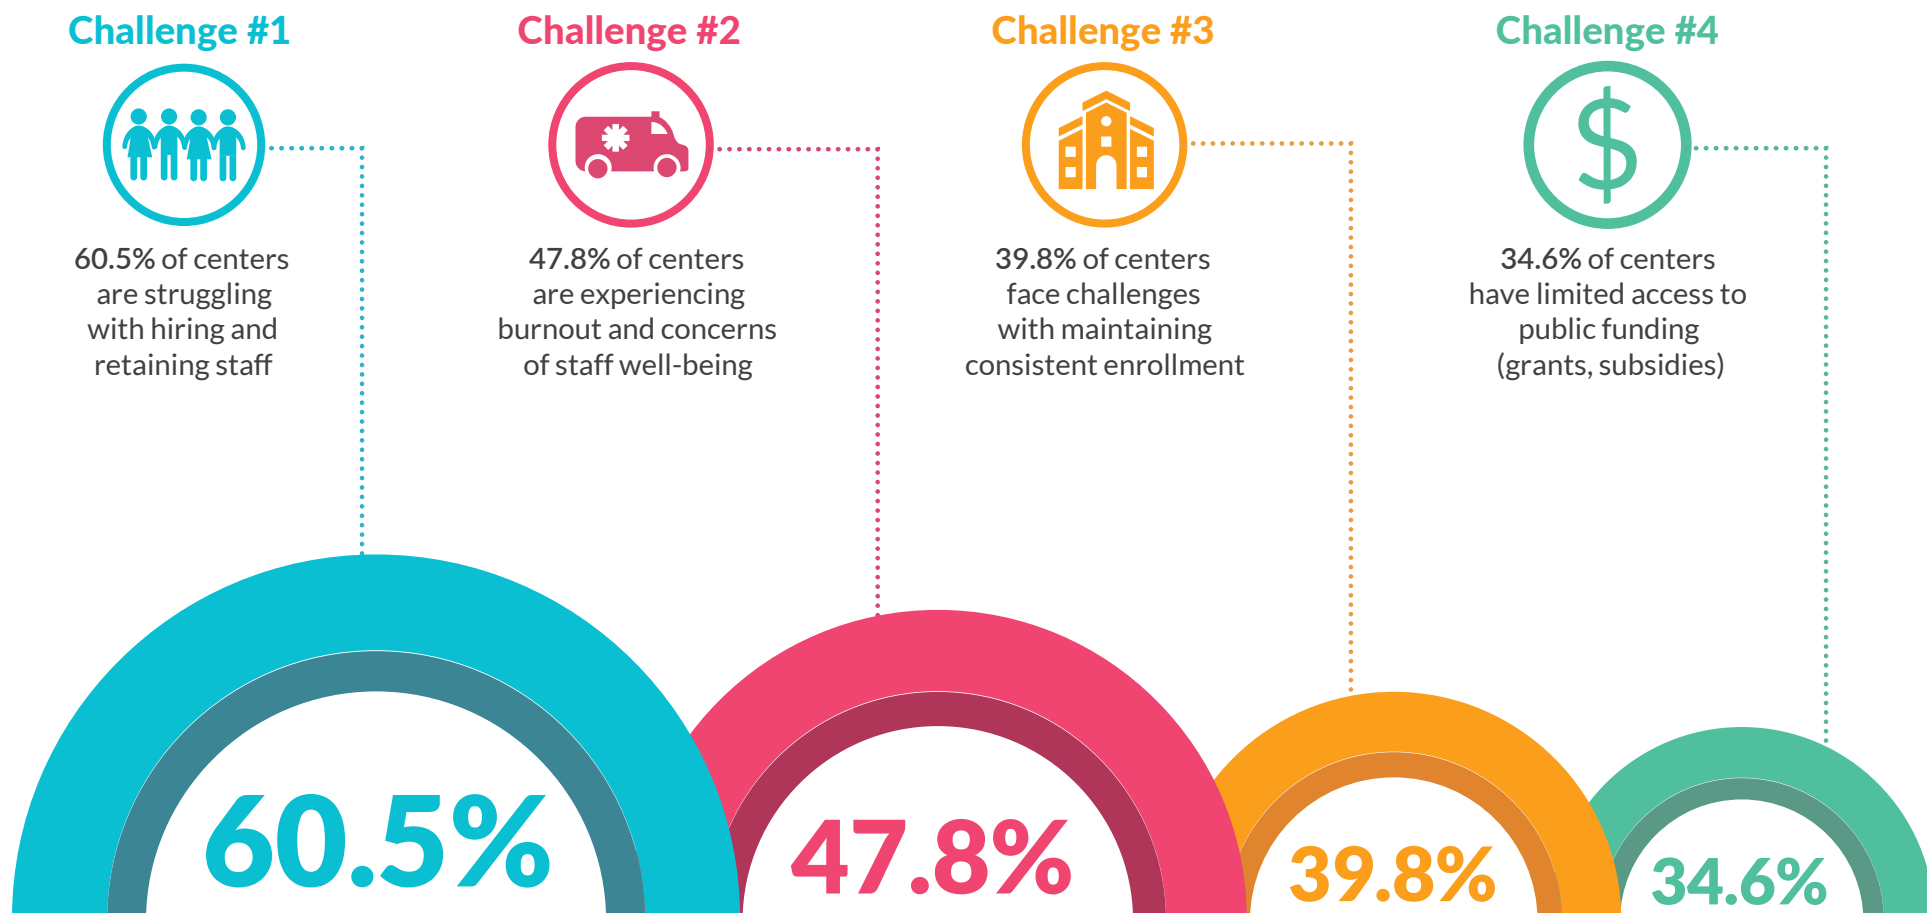 Challenge #1
60.5% of centers
are struggling
with hiring and
retaining staff
Challenge #2
47.8% of centers
are experiencing
burnout and concerns
of staff well-being
Challenge #3
39.8% of centers
face challenges
with maintaining
consistent enrollment
Challenge #4
34.6% of centers
have limited access to
public funding
(grants, subsidies)
60.5%
47.8%
39.8%
34.6%